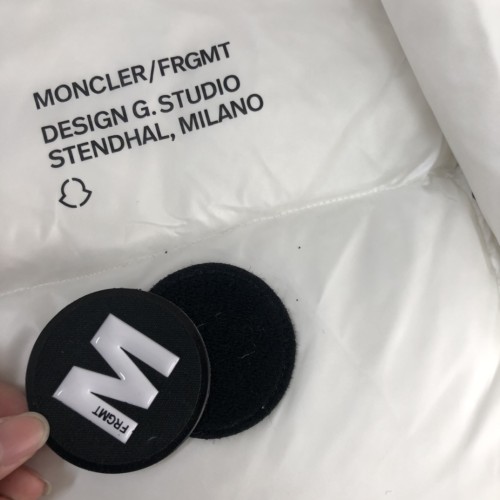 MONCLER/FRGMT
DESIGN G. STUDIO
STENDHAL, MILANO
M
FRGMT